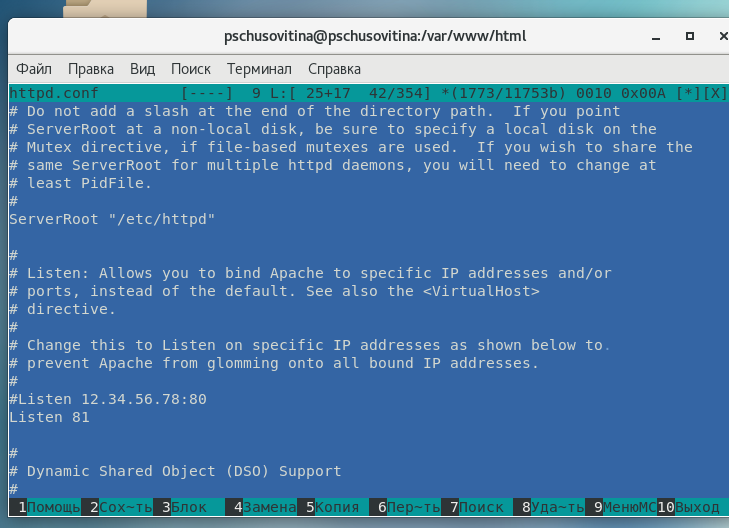 pschusovitina@pschusovitina:/var/www/html
Файл Правка Вид Поиск Терминал Справка
httpd.conf [----] 9 L:[ 25+17 42/354] *(1773/11753b) 0010 0x00A [*][X]
# Do not add a slash at the end of the directory path.  If you point
# ServerRoot at a non-local disk, be sure to specify a local disk on the
# Mutex directive, if file-based mutexes are used.  If you wish to share the
# same ServerRoot for multiple httpd daemons, you will need to change at
# least PidFile.
#
ServerRoot "/etc/httpd"
#
# Listen: Allows you to bind Apache to specific IP addresses and/or
# ports, instead of the default. See also the <VirtualHost>
# directive.
#
# Change this to Listen on specific IP addresses as shown below to.
# prevent Apache from glomming onto all bound IP addresses.
#
#Listen 12.34.56.78:80
Listen 81
#
# Dynamic Shared Object (DSO) Support
#
1Помощь 2Сох~ть 3Блок 4Замена 5Копия 6Пер~ть 7Поиск 8Уда~ть 9МенюMC 10Выход